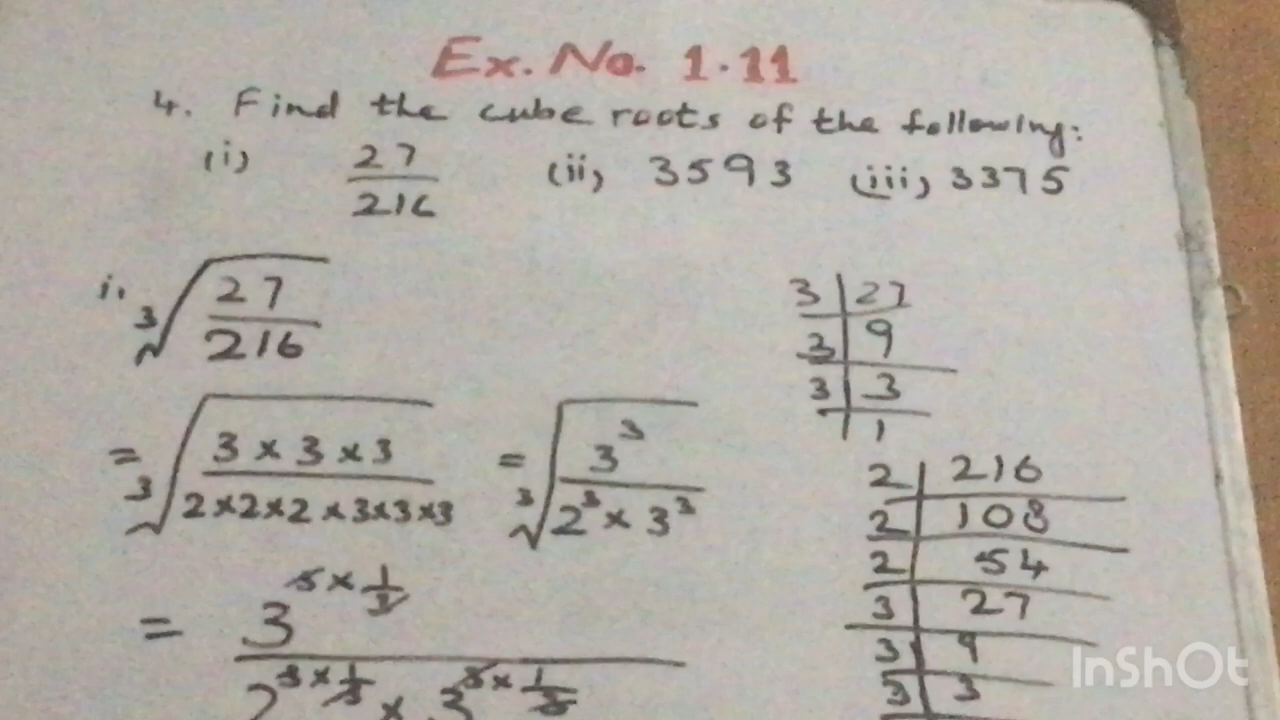 Ex. No. 1.11
4. Find the cube roots of the following:
(i) 27/216 (ii) 3593 (iii) 3375
i. ∛(27/216)
= ∛((3 × 3 × 3)/(2×2×2×3×3×3)) = ∛(3³/(2³ × 3³))
= 3^(3 × 1/3)/(2^(3 × 1/3) × 3^(3 × 1/3))
3 | 27
3 | 9
3 | 3
1
2 | 216
2 | 108
2 | 54
3 | 27
3 | 9
3 | 3
InShOt